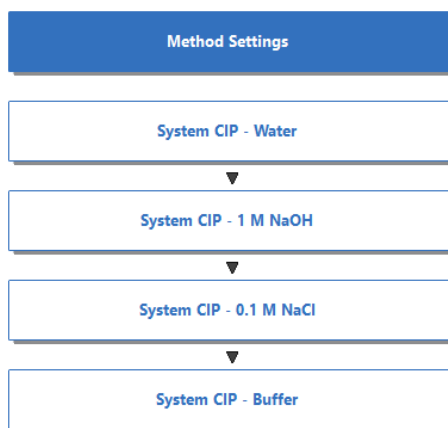 Method Settings
System CIP - Water
System CIP - 1 M NaOH
System CIP - 0.1 M NaCl
System CIP - Buffer